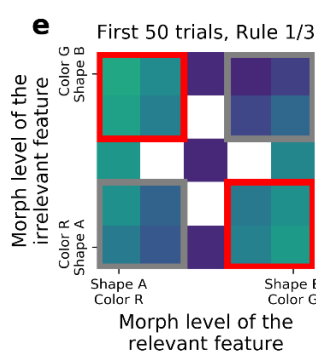 e
First 50 trials, Rule 1/3
Morph level of the
irrelevant feature
Color G
Shape B
Color R
Shape A
Shape A
Color R
Shape
Color G
Morph level of the
relevant feature